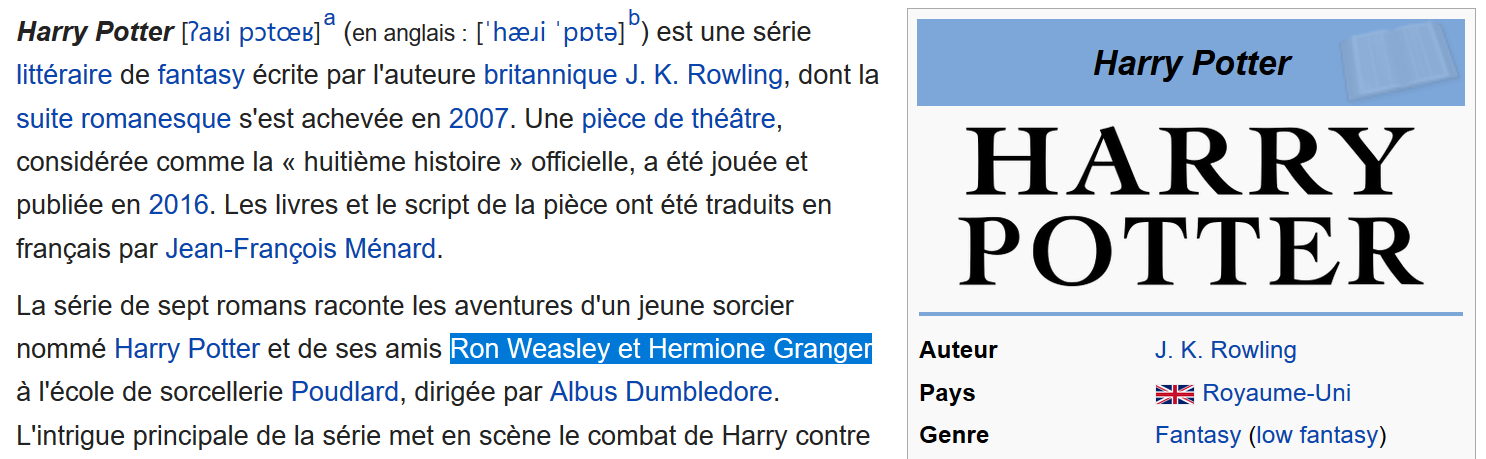 Harry Potter [ʔaʁi pɔtœʁ]a (en anglais : [ˈhæɹi ˈpɒtə]b) est une série
littéraire de fantasy écrite par l'auteure britannique J. K. Rowling, dont la
suite romanesque s'est achevée en 2007. Une pièce de théâtre,
considérée comme la « huitième histoire » officielle, a été jouée et
publiée en 2016. Les livres et le script de la pièce ont été traduits en
français par Jean-François Ménard.
La série de sept romans raconte les aventures d'un jeune sorcier
nommé Harry Potter et de ses amis Ron Weasley et Hermione Granger
à l'école de sorcellerie Poudlard, dirigée par Albus Dumbledore.
L'intrigue principale de la série met en scène le combat de Harry contre
Harry Potter
HARRY
POTTER
Auteur J. K. Rowling
Pays Royaume-Uni
Genre Fantasy (low fantasy)